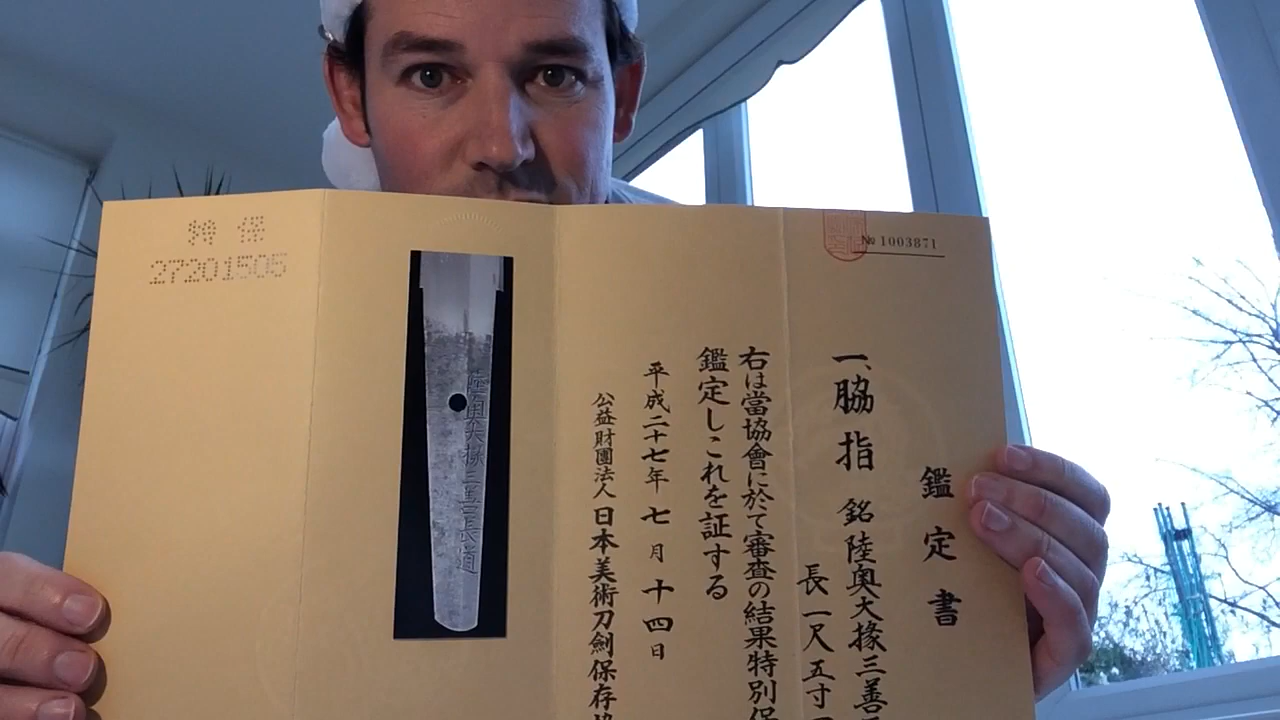 № 1003871
鑑定書
一、脇指 銘 陸奥大掾三善
長一尺五寸
右は當協會に於て審査の結果特別保
鑑定しこれを証する
平成二十七年七月十四日
公益財團法人 日本美術刀劍保存協
陸奥大掾三善長道
特保
27201505